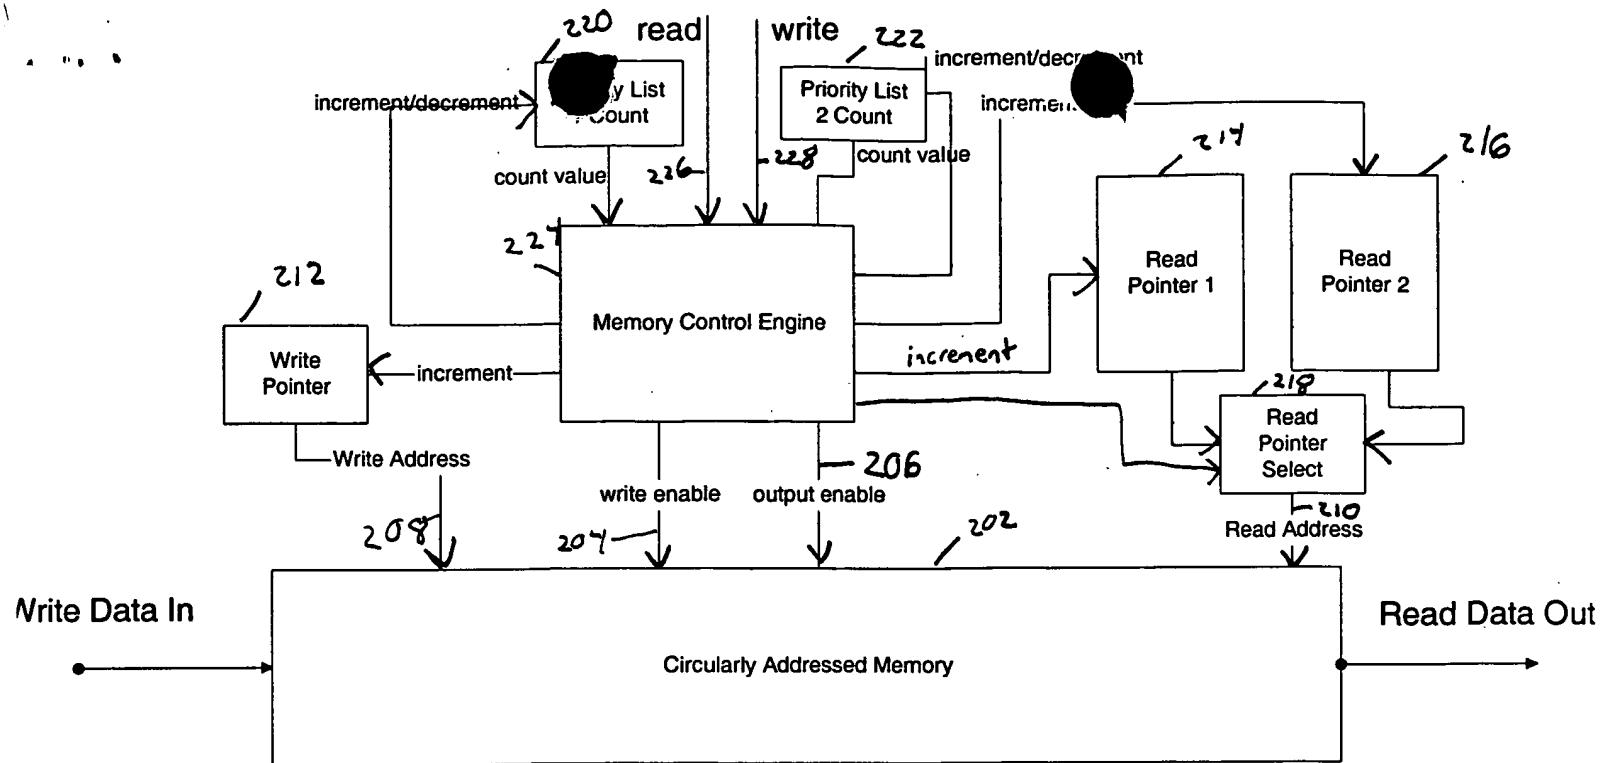 220
read
write
222
increment/decrement
y List
Count
Priority List
2 Count
increment/decrement
count value
226
228
count value
214
216
Memory Control Engine
212
Write
Pointer
increment
increment
Read
Pointer 1
Read
Pointer 2
218
Read
Pointer
Select
Write Address
206
write enable
output enable
210
Read Address
208
204
202
Write Data In
Read Data Out
Circularly Addressed Memory